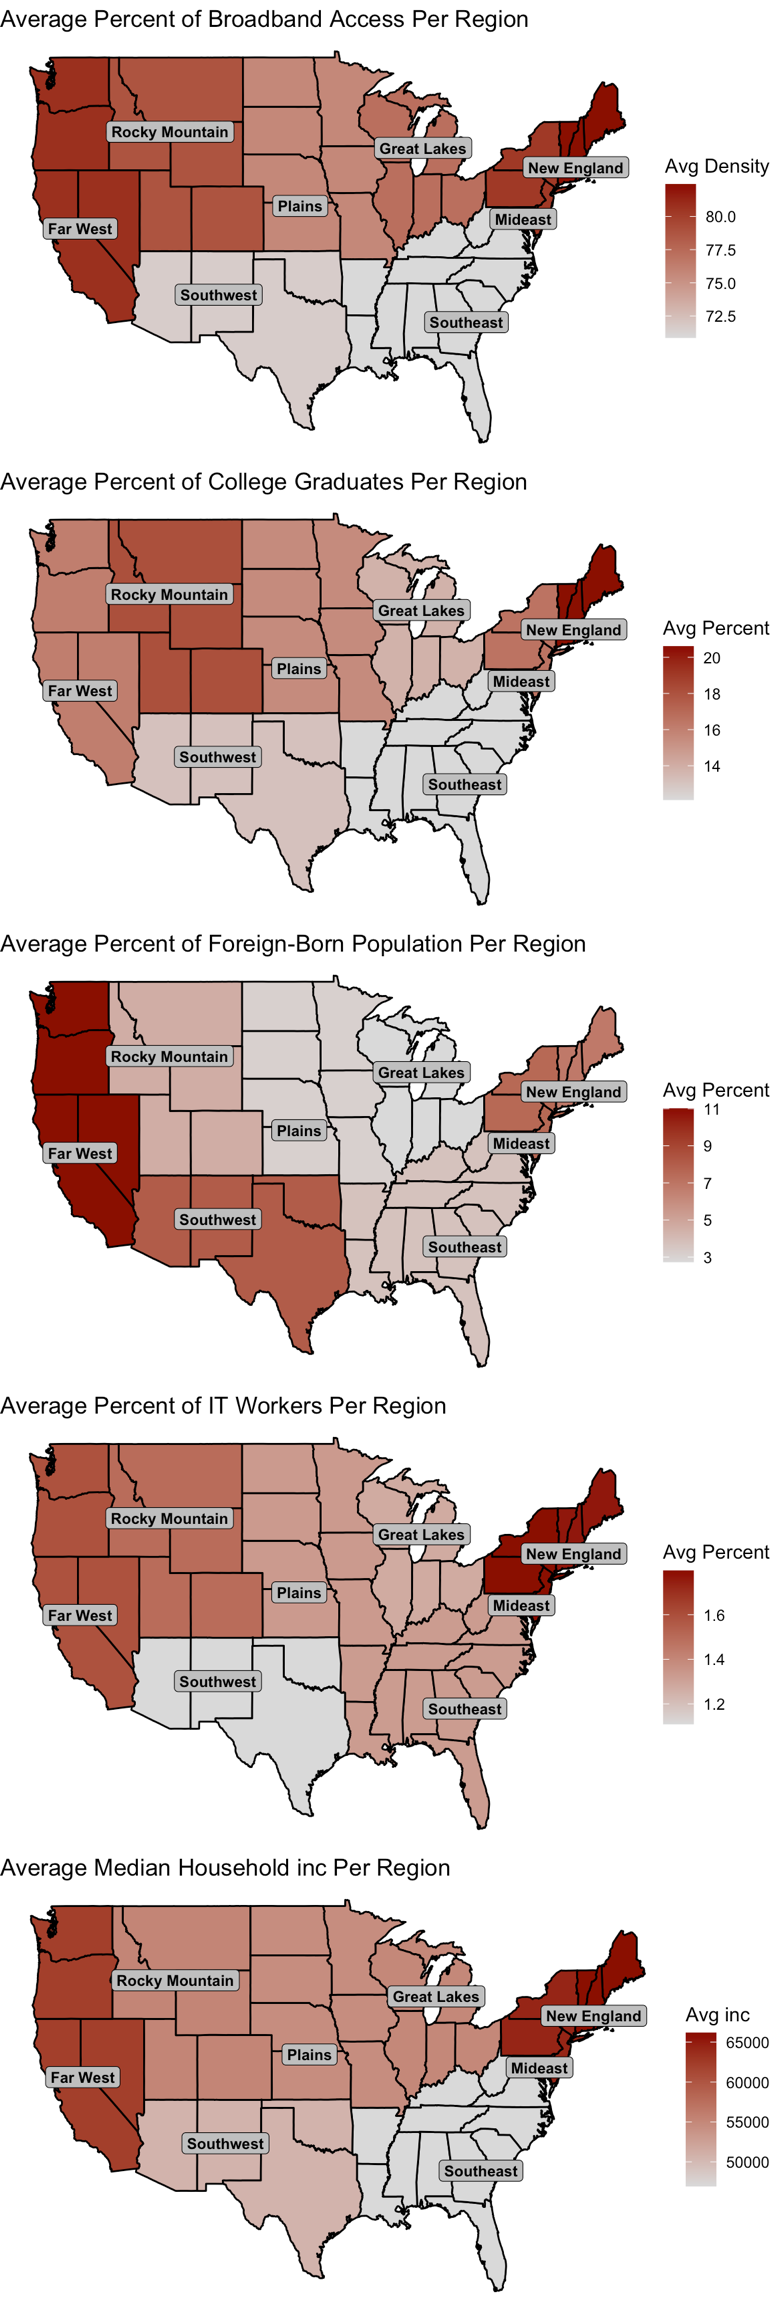 Average Percent of Broadband Access Per Region
Rocky Mountain
Great Lakes
New England
Avg Density
Plains
Mideast
Far West
80.0
77.5
75.0
72.5
Southwest
Southeast
Average Percent of College Graduates Per Region
Rocky Mountain
Great Lakes
New England
Avg Percent
Plains
Mideast
Far West
20
18
16
14
Southwest
Southeast
Average Percent of Foreign-Born Population Per Region
Rocky Mountain
Great Lakes
New England
Avg Percent
Plains
Mideast
Far West
11
9
7
5
3
Southwest
Southeast
Average Percent of IT Workers Per Region
Rocky Mountain
Great Lakes
New England
Avg Percent
Plains
Mideast
Far West
1.6
1.4
1.2
Southwest
Southeast
Average Median Household inc Per Region
Rocky Mountain
Great Lakes
New England
Avg inc
Plains
Mideast
Far West
65000
60000
55000
50000
Southwest
Southeast